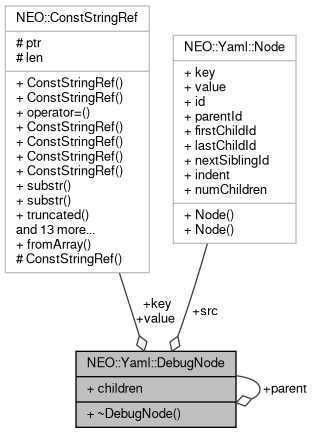 NEO::ConstStringRef
# ptr
# len
+ ConstStringRef()
+ ConstStringRef()
+ operator=()
+ ConstStringRef()
+ ConstStringRef()
+ ConstStringRef()
+ ConstStringRef()
+ substr()
+ substr()
+ truncated()
and 13 more...
+ fromArray()
# ConstStringRef()
NEO::Yaml::Node
+ key
+ value
+ id
+ parentId
+ firstChildId
+ lastChildId
+ nextSiblingId
+ indent
+ numChildren
+ Node()
+ Node()
+key
+value
+src
NEO::Yaml::DebugNode
+ children
+ ~DebugNode()
+parent